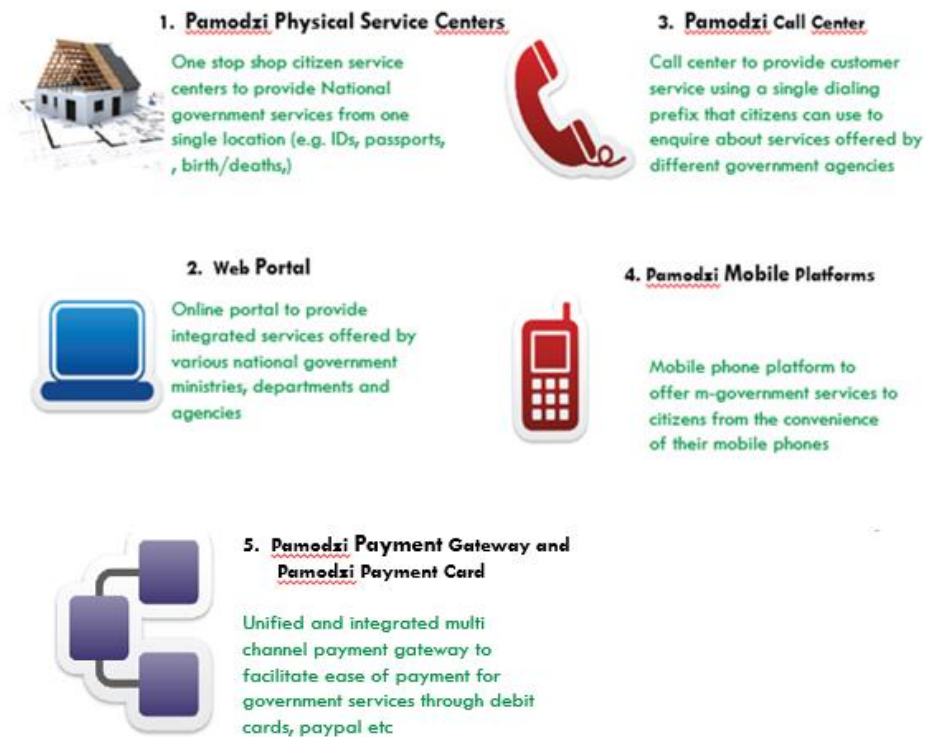 1. Pamodzi Physical Service Centers
One stop shop citizen service
centers to provide National
government services from one
single location (e.g. IDs, passports,
, birth/deaths,)
2. Web Portal
Online portal to provide
integrated services offered by
various national government
ministries, departments and
agencies
3. Pamodzi Call Center
Call center to provide customer
service using a single dialing
prefix that citizens can use to
enquire about services offered by
different government agencies
4. Pamodzi Mobile Platforms
Mobile phone platform to
offer m-government services to
citizens from the convenience
of their mobile phones
5. Pamodzi Payment Gateway and
Pamodzi Payment Card
Unified and integrated multi
channel payment gateway to
facilitate ease of payment for
government services through debit
cards, paypal etc